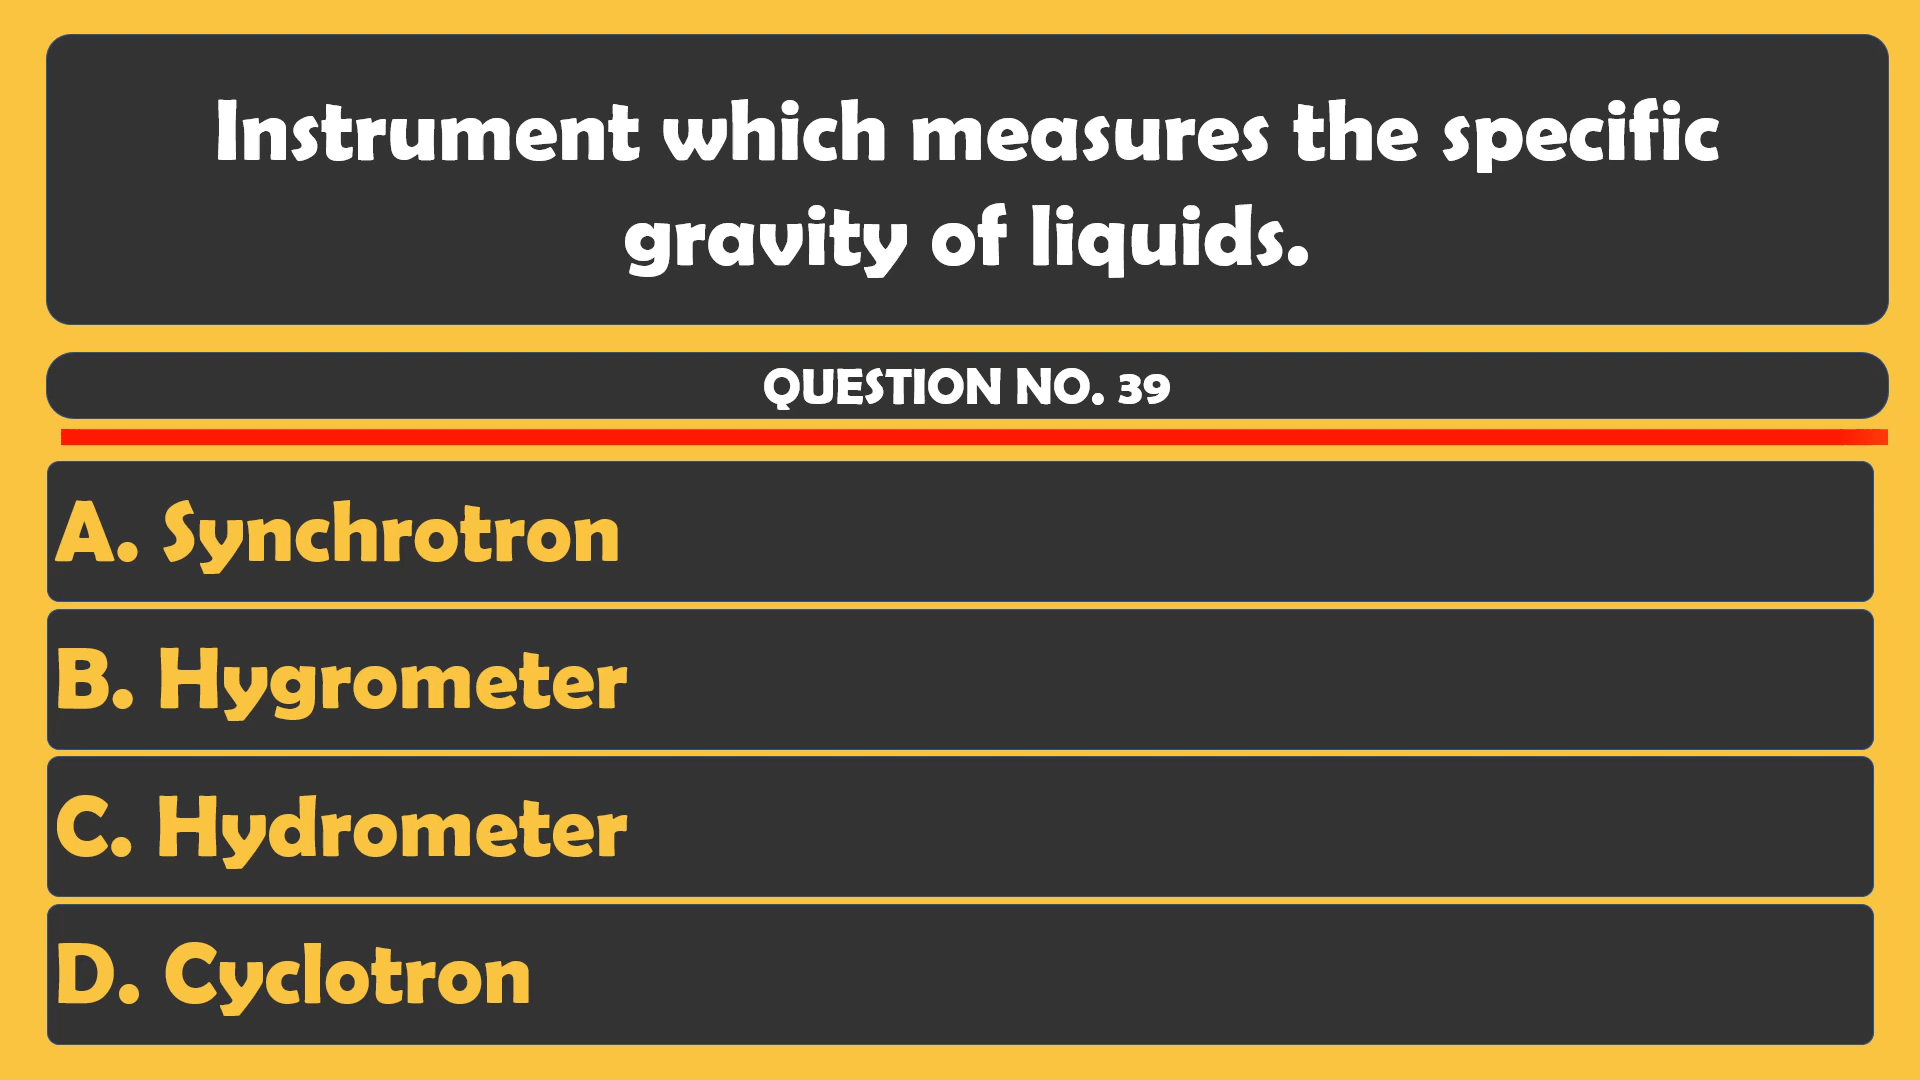 Instrument which measures the specific
gravity of liquids.
QUESTION NO. 39
A. Synchrotron
B. Hygrometer
C. Hydrometer
D. Cyclotron